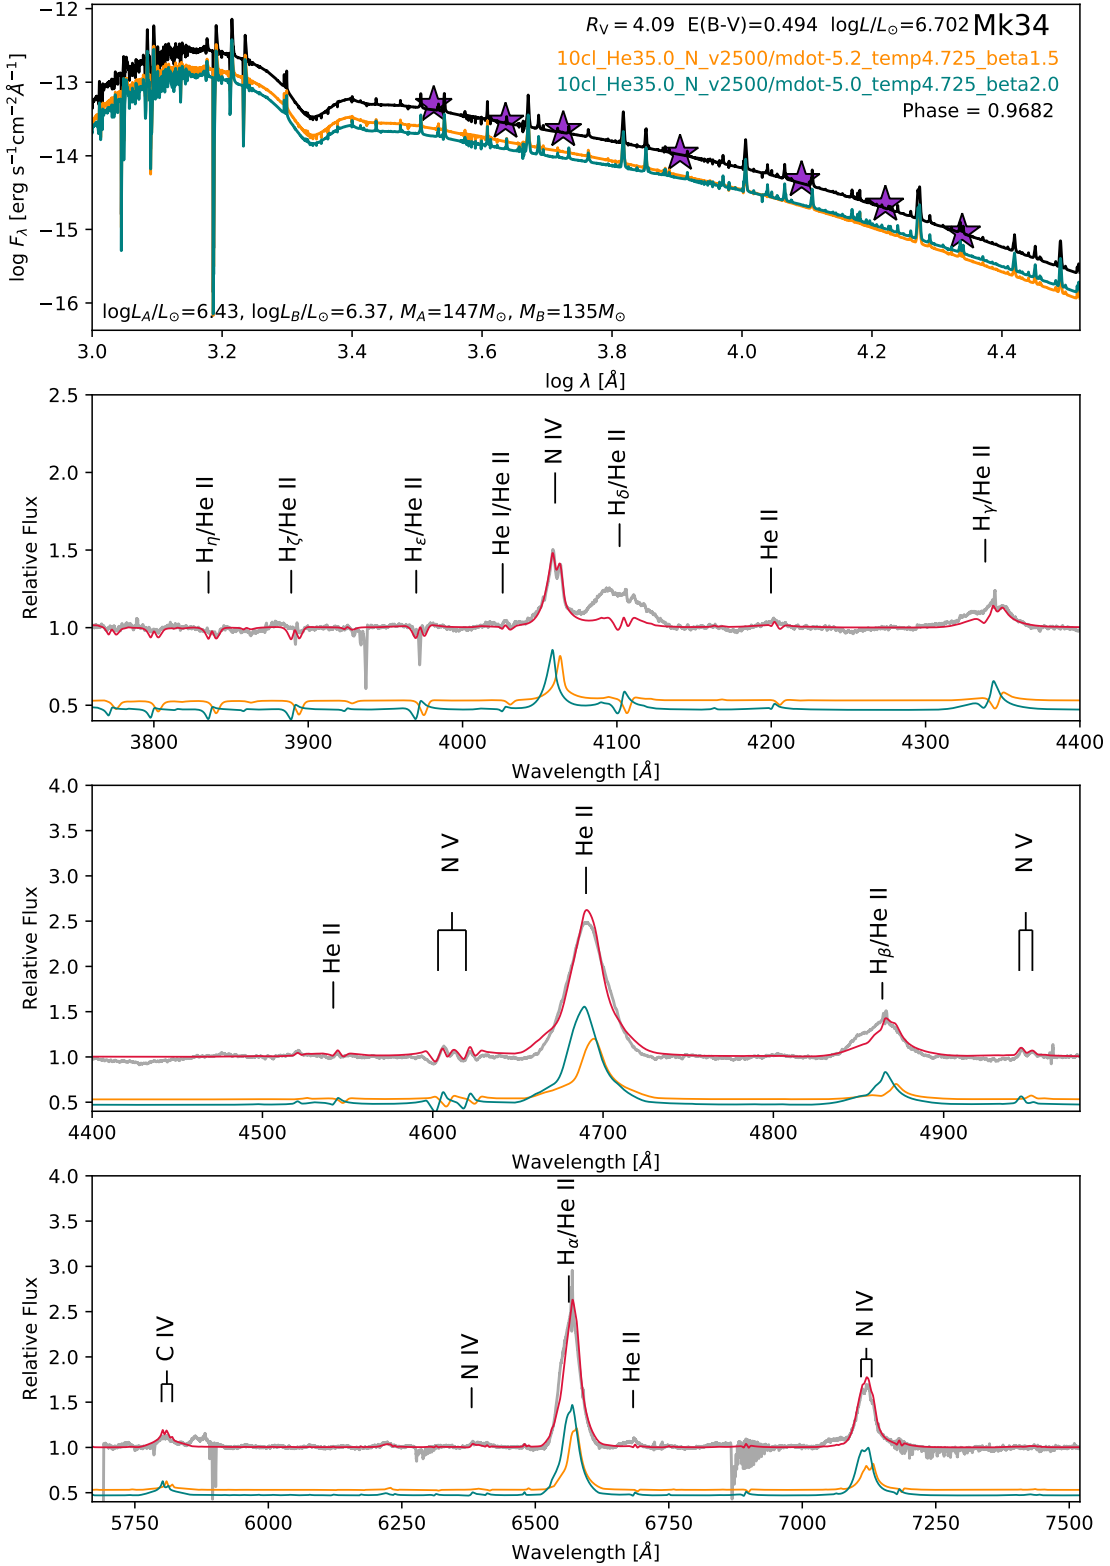 R_V = 4.09 E(B-V)=0.494 logL/L_⊙=6.702 Mk34
10cl_He35.0_N_v2500/mdot-5.2_temp4.725_beta1.5
10cl_He35.0_N_v2500/mdot-5.0_temp4.725_beta2.0
Phase = 0.9682
−12
−13
−14
−15
−16
log F_λ [erg s⁻¹cm⁻²Å⁻¹]
logL_A/L_⊙=6.43, logL_B/L_⊙=6.37, M_A=147M_⊙, M_B=135M_⊙
3.0 3.2 3.4 3.6 3.8 4.0 4.2 4.4
log λ [Å]
2.5
2.0
1.5
1.0
0.5
Relative Flux
H_η/He II
H_ζ/He II
H_ε/He II
He I/He II
N IV
H_δ/He II
He II
H_γ/He II
3800 3900 4000 4100 4200 4300 4400
Wavelength [Å]
4.0
3.5
3.0
2.5
2.0
1.5
1.0
0.5
Relative Flux
He II
N V
He II
H_β/He II
N V
4400 4500 4600 4700 4800 4900
Wavelength [Å]
4.0
3.5
3.0
2.5
2.0
1.5
1.0
0.5
Relative Flux
C IV
N IV
H_α/He II
He II
N IV
5750 6000 6250 6500 6750 7000 7250 7500
Wavelength [Å]